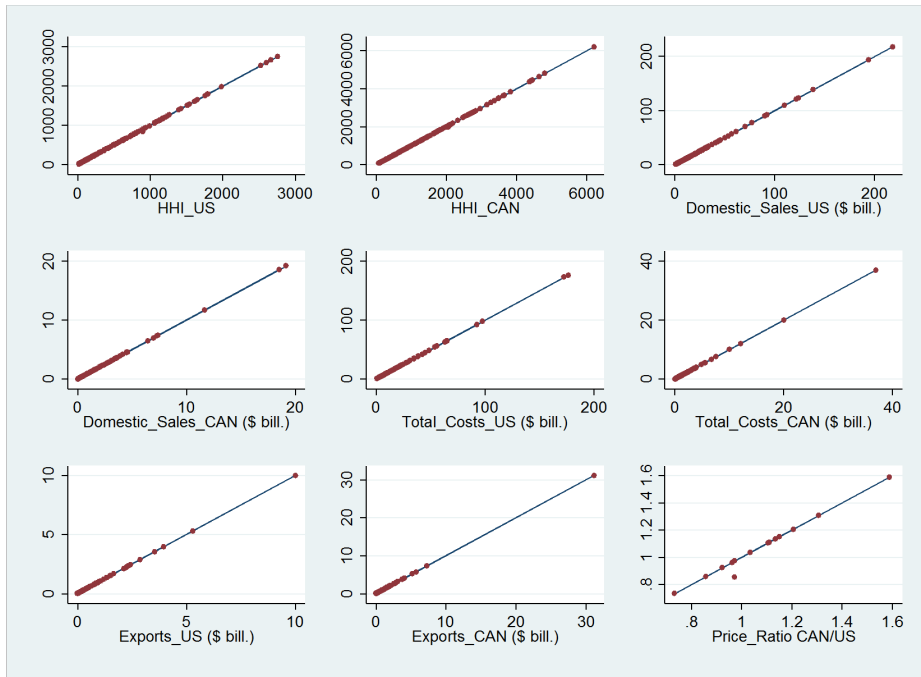 3000
2000
1000
0
0 1000 2000 3000
HHI_US
6000
4000
2000
0
0 2000 4000 6000
HHI_CAN
200
100
0
0 100 200
Domestic_Sales_US ($ bill.)
20
10
0
0 10 20
Domestic_Sales_CAN ($ bill.)
200
100
0
0 100 200
Total_Costs_US ($ bill.)
40
20
0
0 20 40
Total_Costs_CAN ($ bill.)
10
5
0
0 5 10
Exports_US ($ bill.)
30
20
10
0
0 10 20 30
Exports_CAN ($ bill.)
1.6
1.4
1.2
1
.8
.8 1 1.2 1.4 1.6
Price_Ratio CAN/US